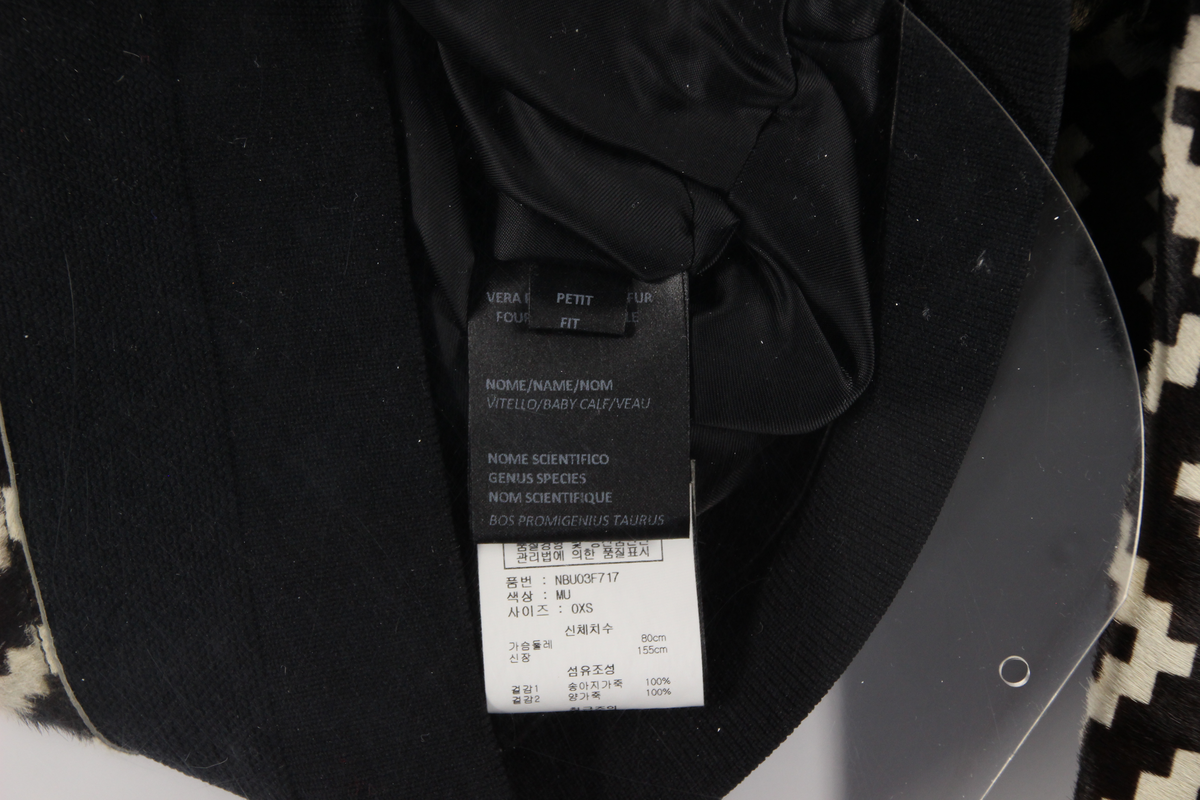 VERA
FUR
PETIT
FIT
NOME/NAME/NOM
VITELLO/BABY CALF/VEAU
NOME SCIENTIFICO
GENUS SPECIES
NOM SCIENTIFIQUE
BOS PROMIGENIUS TAURUS
관리법에 의한 품질표시
품번 : NBU03F717
색상 : MU
사이즈 : 0XS
신체치수
가슴둘레 80cm
신장 155cm
섬유조성
겉감1 송아지가죽 100%
겉감2 양가죽 100%